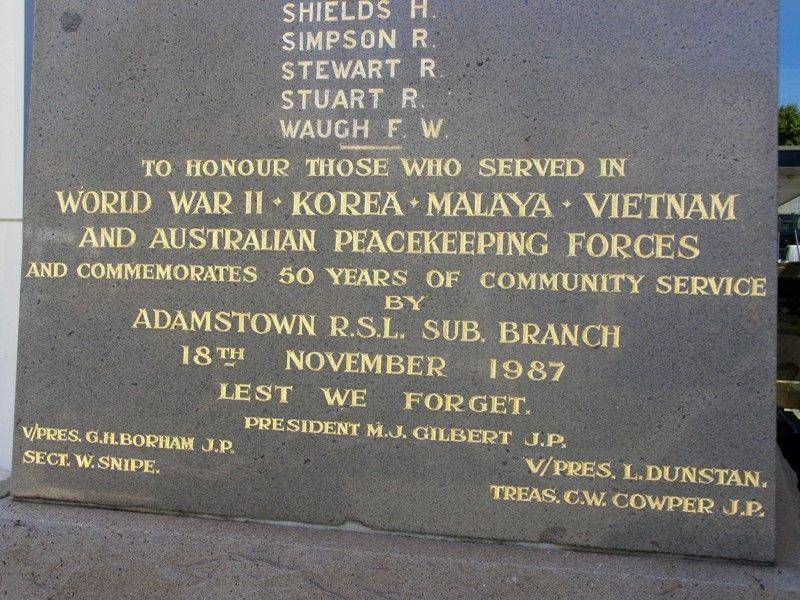 SHIELDS H.
SIMPSON R.
STEWART R.
STUART R.
WAUGH F. W.
TO HONOUR THOSE WHO SERVED IN
WORLD WAR II · KOREA · MALAYA · VIETNAM
AND AUSTRALIAN PEACEKEEPING FORCES
AND COMMEMORATES 50 YEARS OF COMMUNITY SERVICE
BY
ADAMSTOWN R.S.L. SUB. BRANCH
18TH NOVEMBER 1987
LEST WE FORGET.
PRESIDENT M.J. GILBERT J.P.
V/PRES. G.H.BORHAM J.P.
V/PRES. L.DUNSTAN.
SECT. W. SNIPE.
TREAS. C.W. COWPER J.P.